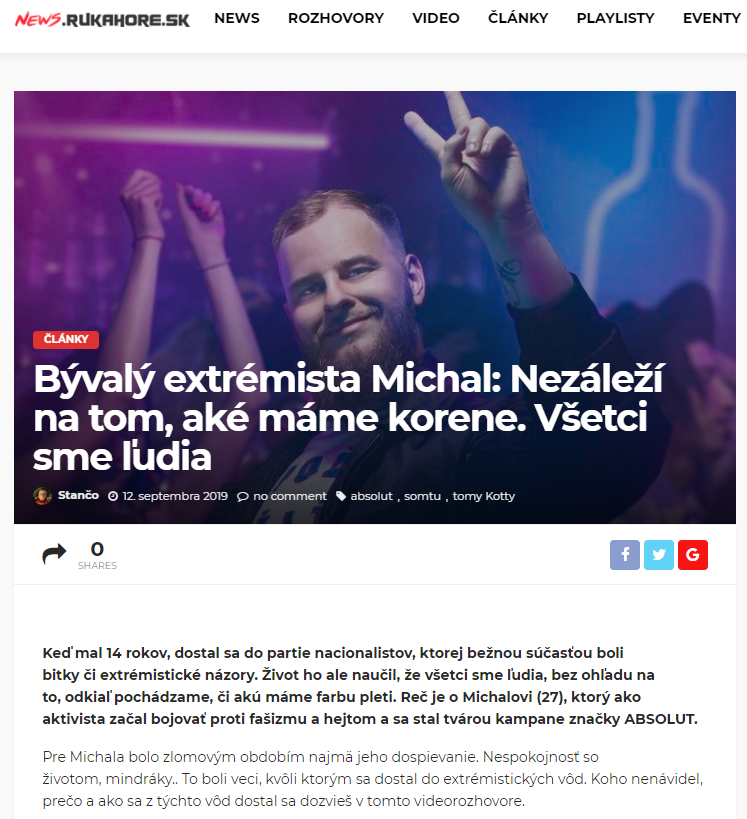 NEWS.RUKAHORE.SK NEWS ROZHOVORY VIDEO ČLÁNKY PLAYLISTY EVENTY
ČLÁNKY
Bývalý extrémista Michal: Nezáleží
na tom, aké máme korene. Všetci
sme ľudia
Stančo 12. septembra 2019 no comment absolut , somtu , tomy Kotty
0
SHARES
Keď mal 14 rokov, dostal sa do partie nacionalistov, ktorej bežnou súčasťou boli
bitky či extrémistické názory. Život ho ale naučil, že všetci sme ľudia, bez ohľadu na
to, odkiaľ pochádzame, či akú máme farbu pleti. Reč je o Michalovi (27), ktorý ako
aktivista začal bojovať proti fašizmu a hejtom a sa stal tvárou kampane značky ABSOLUT.
Pre Michala bolo zlomovým obdobím najmä jeho dospievanie. Nespokojnosť so
životom, mindráky.. To boli veci, kvôli ktorým sa dostal do extrémistických vôd. Koho nenávidel,
prečo a ako sa z týchto vôd dostal sa dozvieš v tomto videorozhovore.